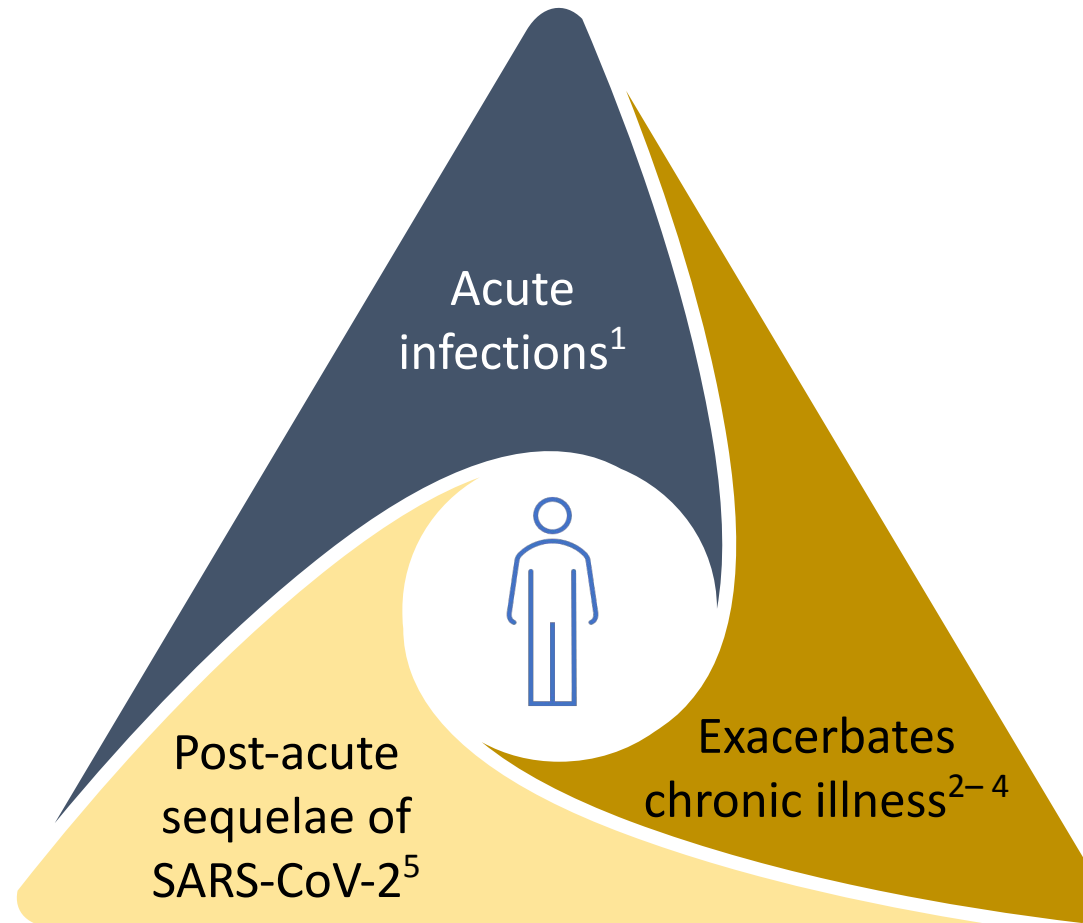 Acute
infections¹
Exacerbates
chronic illness²⁻ ⁴
Post-acute
sequelae of
SARS-CoV-2⁵